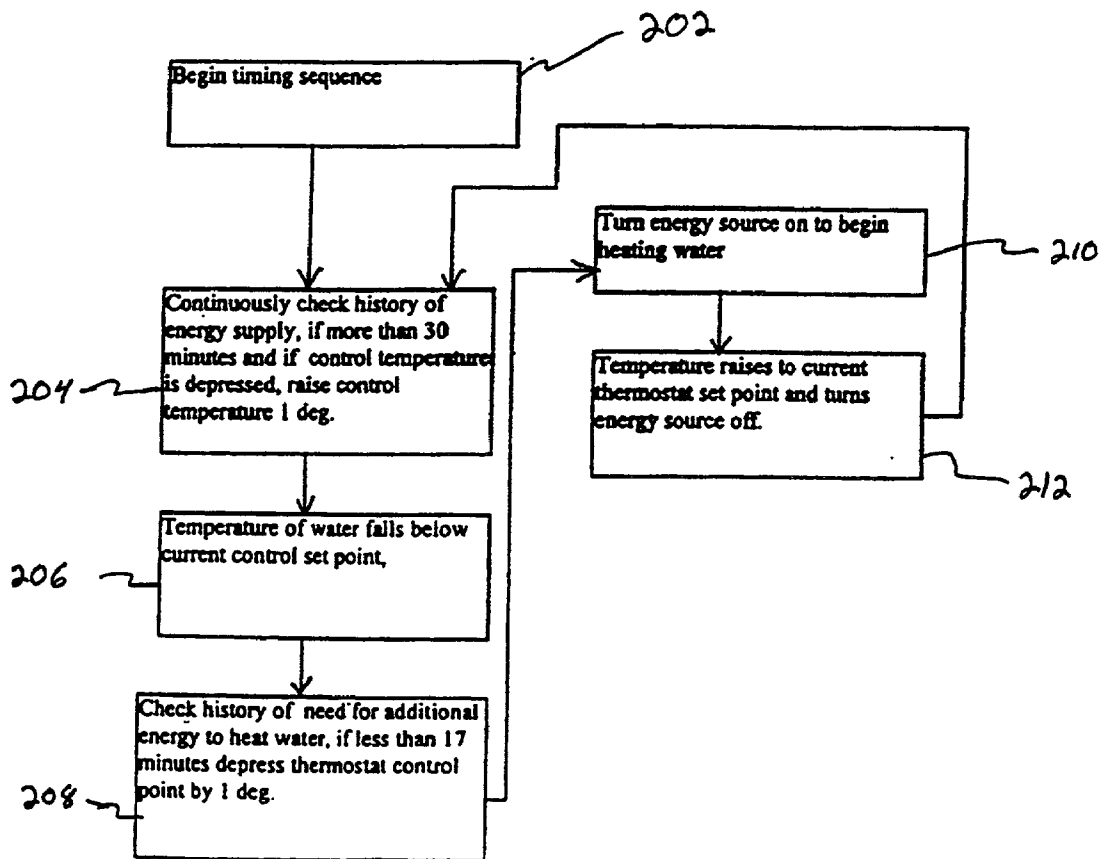 202
Begin timing sequence
Turn energy source on to begin
heating water
210
Continuously check history of
energy supply, if more than 30
minutes and if control temperature
is depressed, raise control
temperature 1 deg.
204
Temperature raises to current
thermostat set point and turns
energy source off.
212
Temperature of water falls below
current control set point,
206
Check history of need for additional
energy to heat water, if less than 17
minutes depress thermostat control
point by 1 deg.
208